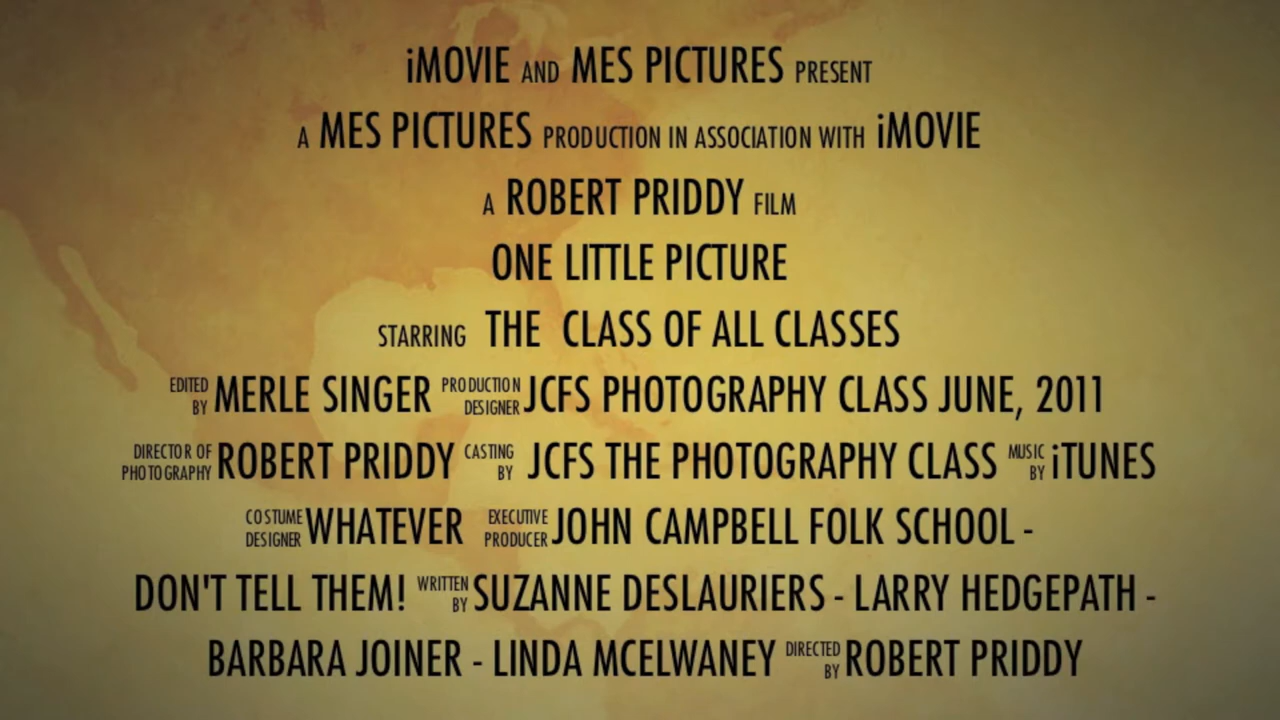 iMOVIE AND MES PICTURES PRESENT
A MES PICTURES PRODUCTION IN ASSOCIATION WITH iMOVIE
A ROBERT PRIDDY FILM
ONE LITTLE PICTURE
STARRING THE CLASS OF ALL CLASSES
EDITED BY MERLE SINGER PRODUCTION DESIGNER JCFS PHOTOGRAPHY CLASS JUNE, 2011
DIRECTOR OF PHOTOGRAPHY ROBERT PRIDDY CASTING BY JCFS THE PHOTOGRAPHY CLASS MUSIC BY iTUNES
COSTUME DESIGNER WHATEVER EXECUTIVE PRODUCER JOHN CAMPBELL FOLK SCHOOL -
DON'T TELL THEM! WRITTEN BY SUZANNE DESLAURIERS - LARRY HEDGEPATH -
BARBARA JOINER - LINDA MCELWANEY DIRECTED BY ROBERT PRIDDY